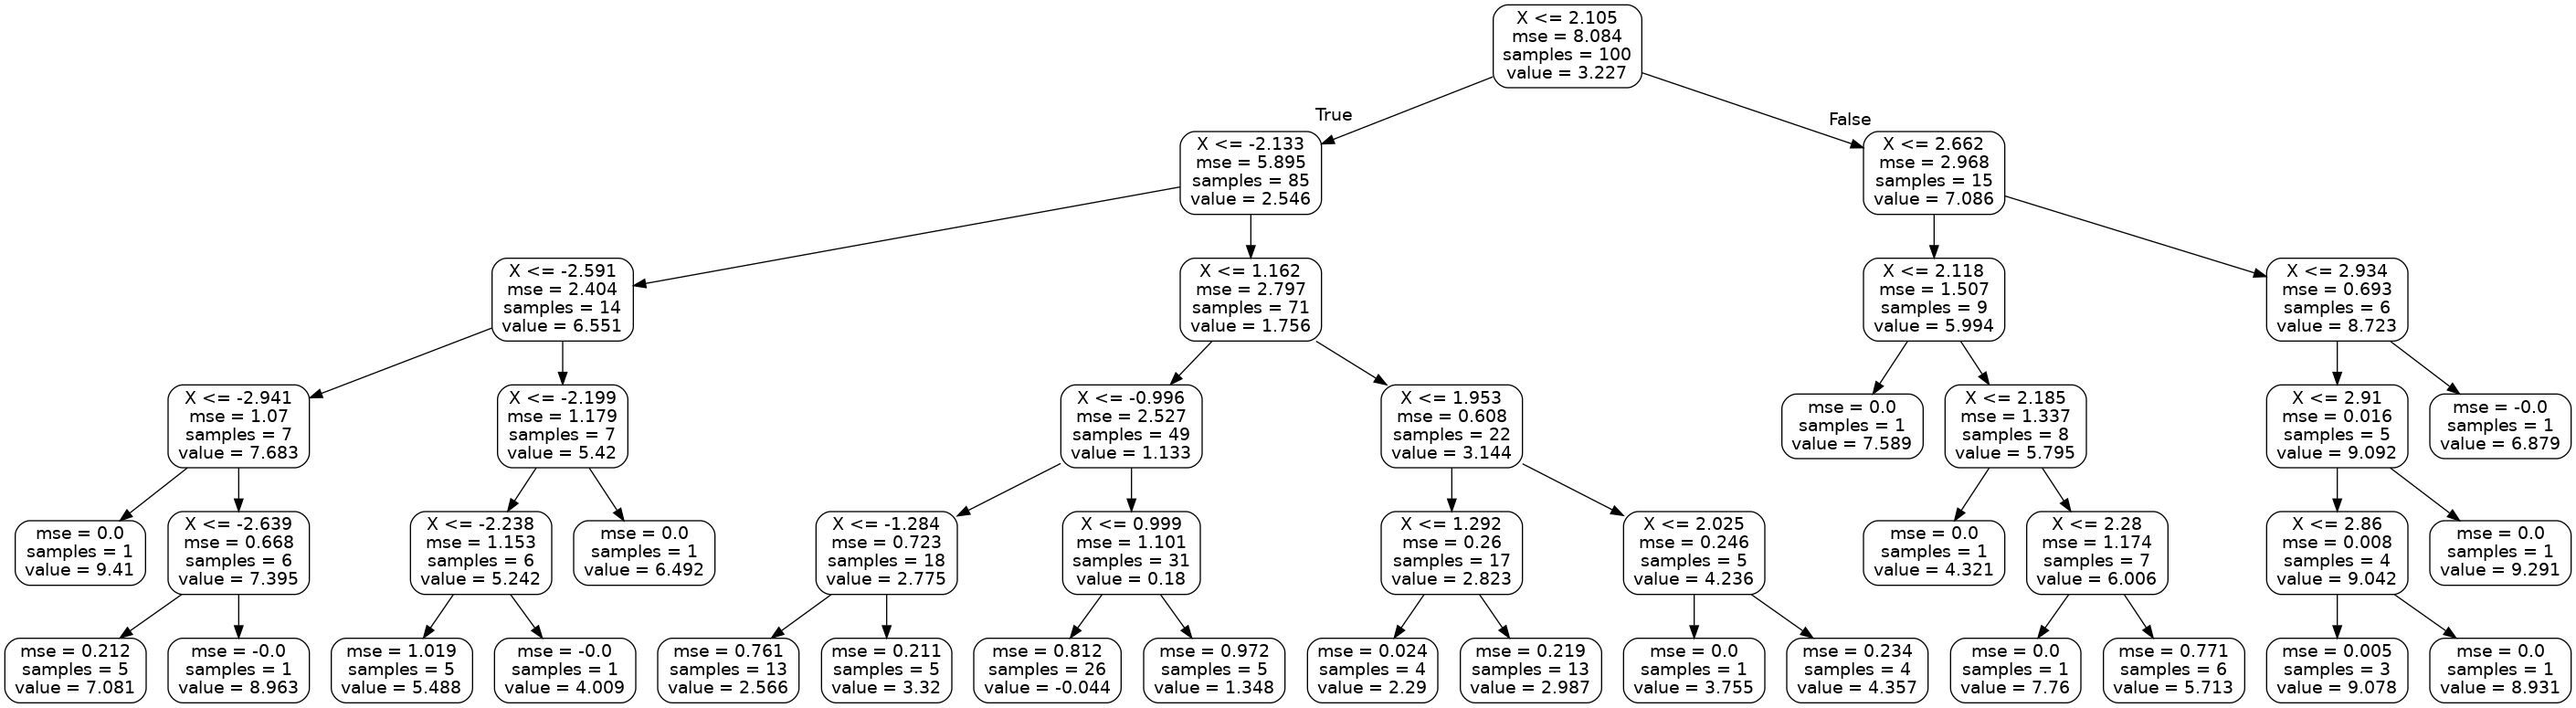 X <= 2.105
mse = 8.084
samples = 100
value = 3.227
True
False
X <= -2.133
mse = 5.895
samples = 85
value = 2.546
X <= 2.662
mse = 2.968
samples = 15
value = 7.086
X <= -2.591
mse = 2.404
samples = 14
value = 6.551
X <= 1.162
mse = 2.797
samples = 71
value = 1.756
X <= 2.118
mse = 1.507
samples = 9
value = 5.994
X <= 2.934
mse = 0.693
samples = 6
value = 8.723
X <= -2.941
mse = 1.07
samples = 7
value = 7.683
X <= -2.199
mse = 1.179
samples = 7
value = 5.42
X <= -0.996
mse = 2.527
samples = 49
value = 1.133
X <= 1.953
mse = 0.608
samples = 22
value = 3.144
mse = 0.0
samples = 1
value = 7.589
X <= 2.185
mse = 1.337
samples = 8
value = 5.795
X <= 2.91
mse = 0.016
samples = 5
value = 9.092
mse = -0.0
samples = 1
value = 6.879
mse = 0.0
samples = 1
value = 9.41
X <= -2.639
mse = 0.668
samples = 6
value = 7.395
X <= -2.238
mse = 1.153
samples = 6
value = 5.242
mse = 0.0
samples = 1
value = 6.492
X <= -1.284
mse = 0.723
samples = 18
value = 2.775
X <= 0.999
mse = 1.101
samples = 31
value = 0.18
X <= 1.292
mse = 0.26
samples = 17
value = 2.823
X <= 2.025
mse = 0.246
samples = 5
value = 4.236
mse = 0.0
samples = 1
value = 4.321
X <= 2.28
mse = 1.174
samples = 7
value = 6.006
X <= 2.86
mse = 0.008
samples = 4
value = 9.042
mse = 0.0
samples = 1
value = 9.291
mse = 0.212
samples = 5
value = 7.081
mse = -0.0
samples = 1
value = 8.963
mse = 1.019
samples = 5
value = 5.488
mse = -0.0
samples = 1
value = 4.009
mse = 0.761
samples = 13
value = 2.566
mse = 0.211
samples = 5
value = 3.32
mse = 0.812
samples = 26
value = -0.044
mse = 0.972
samples = 5
value = 1.348
mse = 0.024
samples = 4
value = 2.29
mse = 0.219
samples = 13
value = 2.987
mse = 0.0
samples = 1
value = 3.755
mse = 0.234
samples = 4
value = 4.357
mse = 0.0
samples = 1
value = 7.76
mse = 0.771
samples = 6
value = 5.713
mse = 0.005
samples = 3
value = 9.078
mse = 0.0
samples = 1
value = 8.931